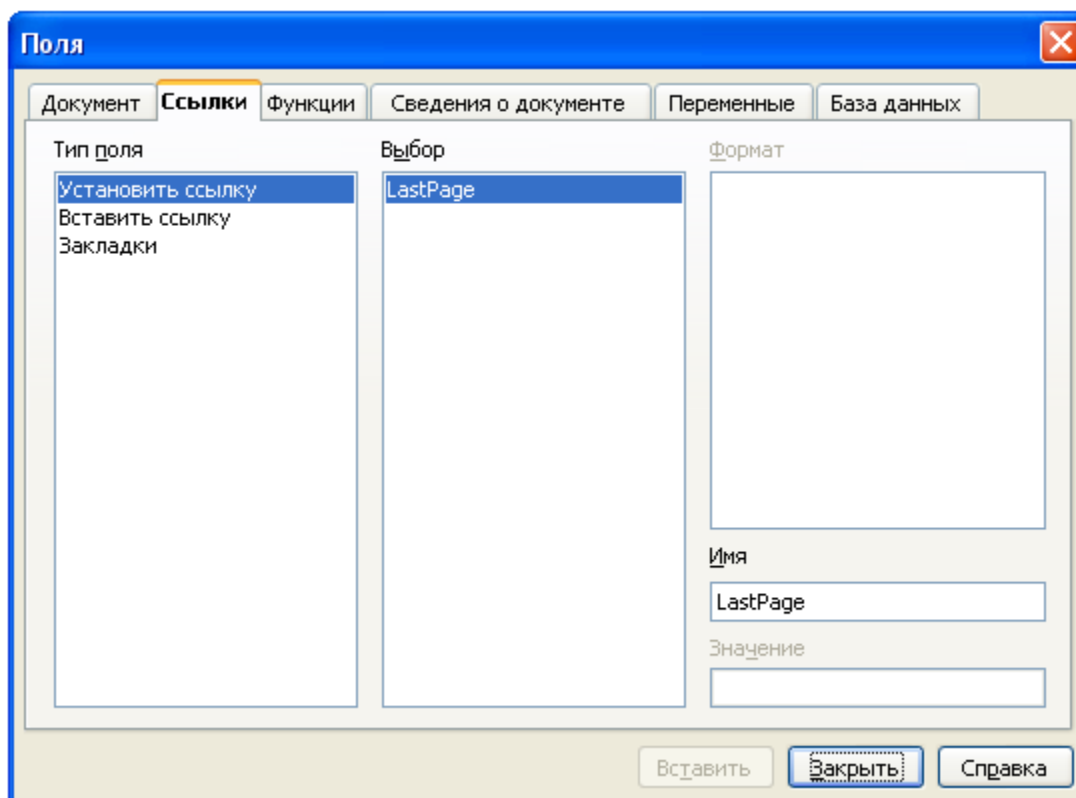 Поля
Документ Ссылки Функции Сведения о документе Переменные База данных
Тип поля Выбор Формат
Установить ссылку LastPage
Вставить ссылку
Закладки
Имя
LastPage
Значение
Вставить Закрыть Справка